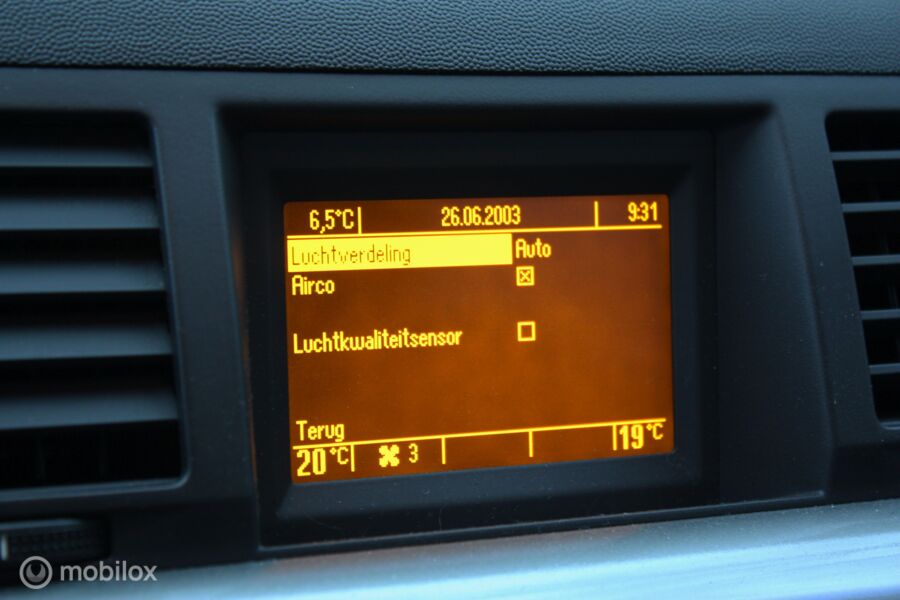 6,5°C 26.06.2003 9:31
Luchtverdeling Auto
Airco
Luchtkwaliteitsensor
Terug
20°C 3 19°C
mobilox